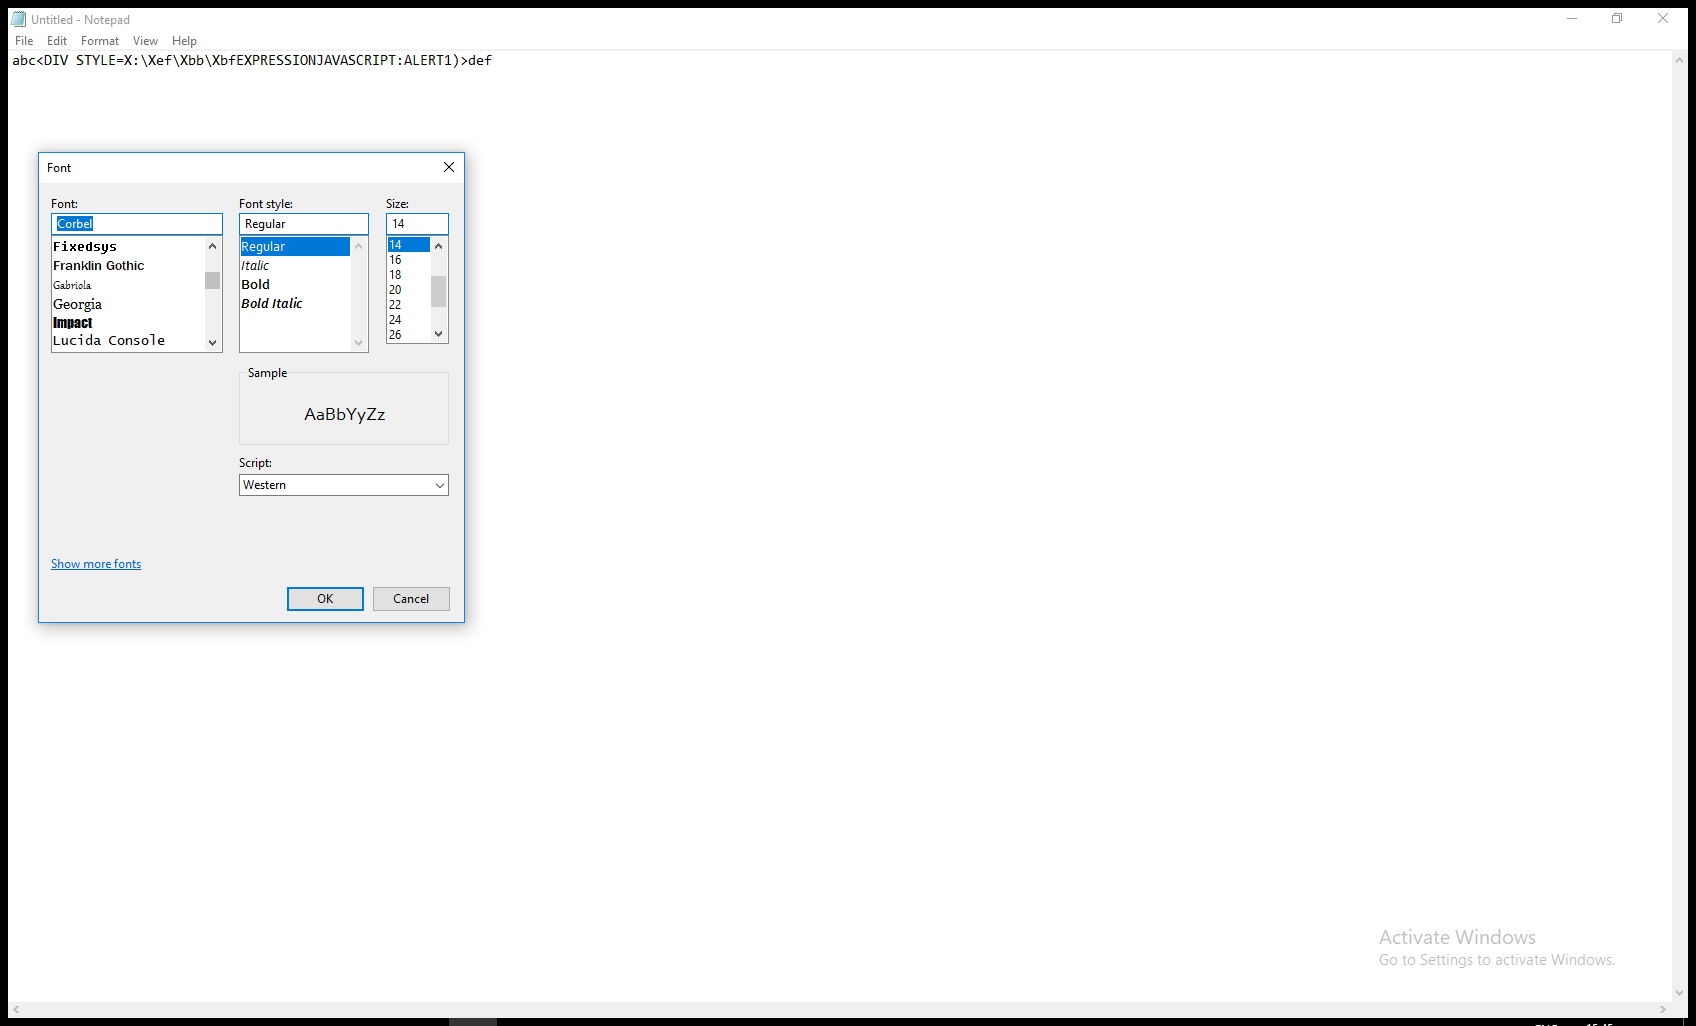 Untitled - Notepad
File Edit Format View Help
abc<DIV STYLE=X:\Xef\Xbb\XbfEXPRESSIONJAVASCRIPT:ALERT1)>def
Font
Font:
Corbel
Fixedsys
Franklin Gothic
Gabriola
Georgia
Impact
Lucida Console
Font style:
Regular
Regular
Italic
Bold
Bold Italic
Size:
14
14
16
18
20
22
24
26
Sample
AaBbYyZz
Script:
Western
Show more fonts
OK Cancel
Activate Windows
Go to Settings to activate Windows.